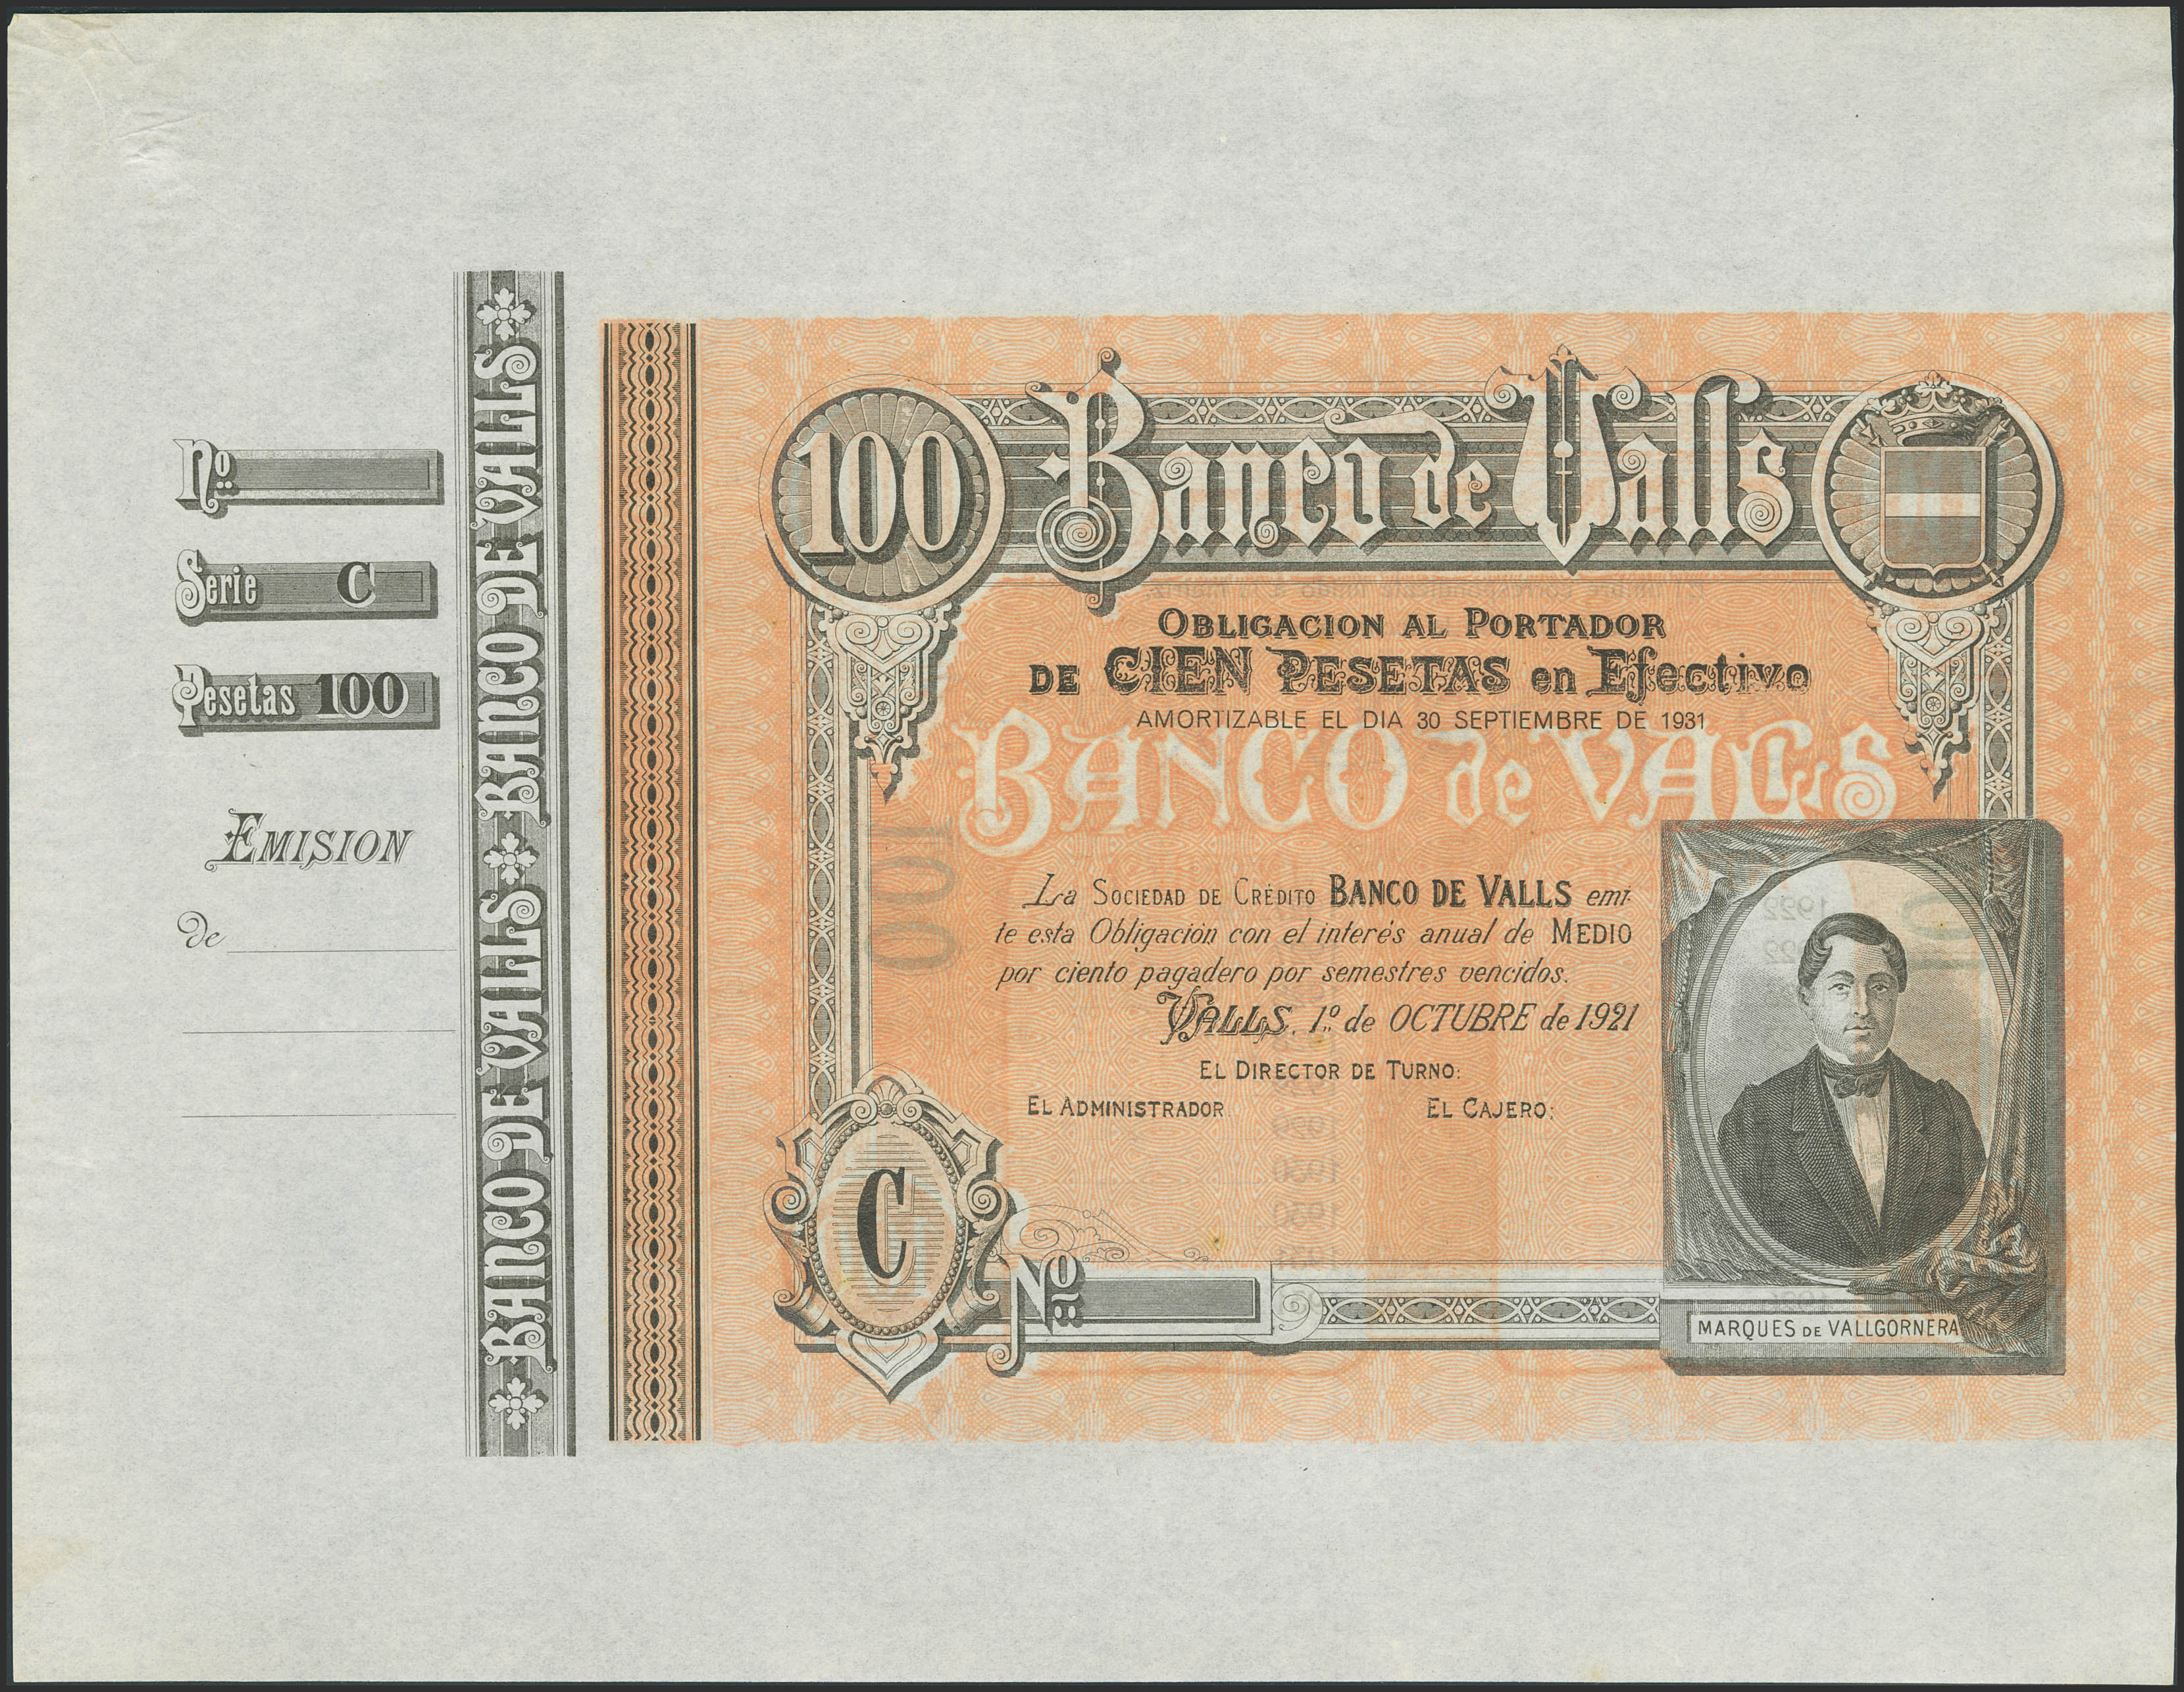 Nº
Serie C
Pesetas 100
EMISION
de
BANCO DE VALLS BANCO DE VALLS
100
Banco de Valls
OBLIGACION AL PORTADOR
DE CIEN PESETAS en Efectivo
AMORTIZABLE EL DIA 30 SEPTIEMBRE DE 1931
BANCO de VALLS
100
La SOCIEDAD DE CRÉDITO BANCO DE VALLS emi-
te esta Obligación con el interés anual de MEDIO
por ciento pagadero por semestres vencidos.
VALLS, 1º de OCTUBRE de 1921
EL DIRECTOR DE TURNO:
EL ADMINISTRADOR EL CAJERO:
C
Nº
MARQUES DE VALLGORNERA